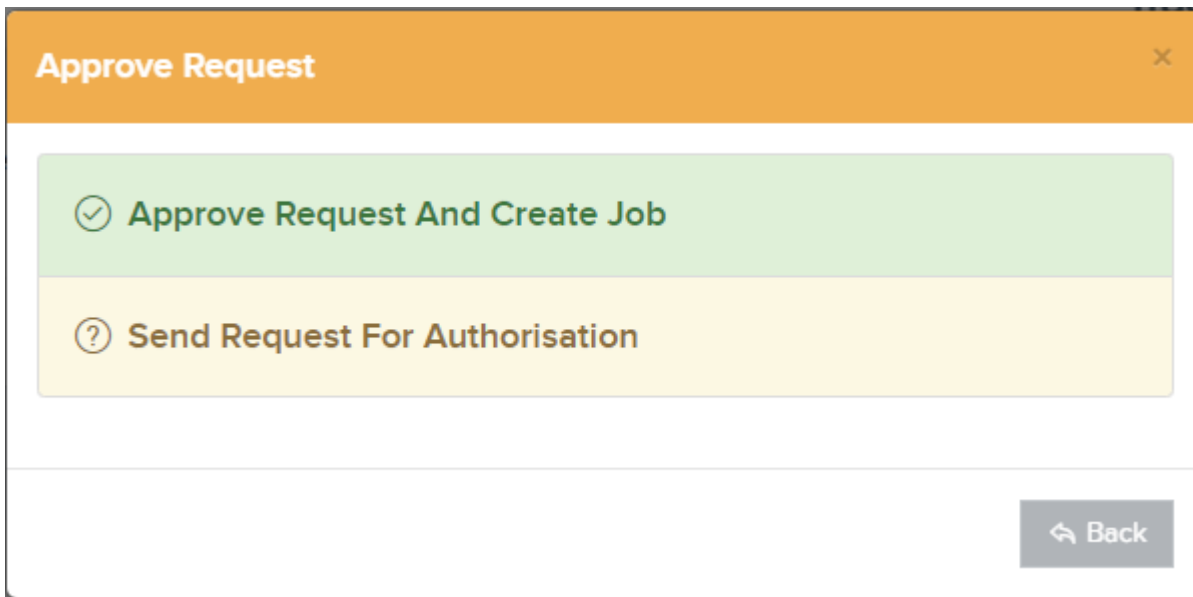 Approve Request
Approve Request And Create Job
Send Request For Authorisation
Back